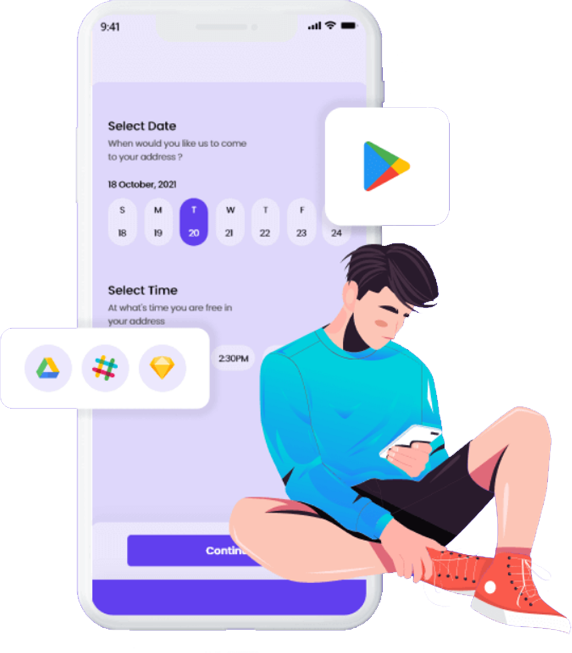 9:41
Select Date
When would you like us to come
to your address ?
18 October, 2021
S M T W T F
18 19 20 21 22 23 24
Select Time
At what's time you are free in
your address
2:30PM